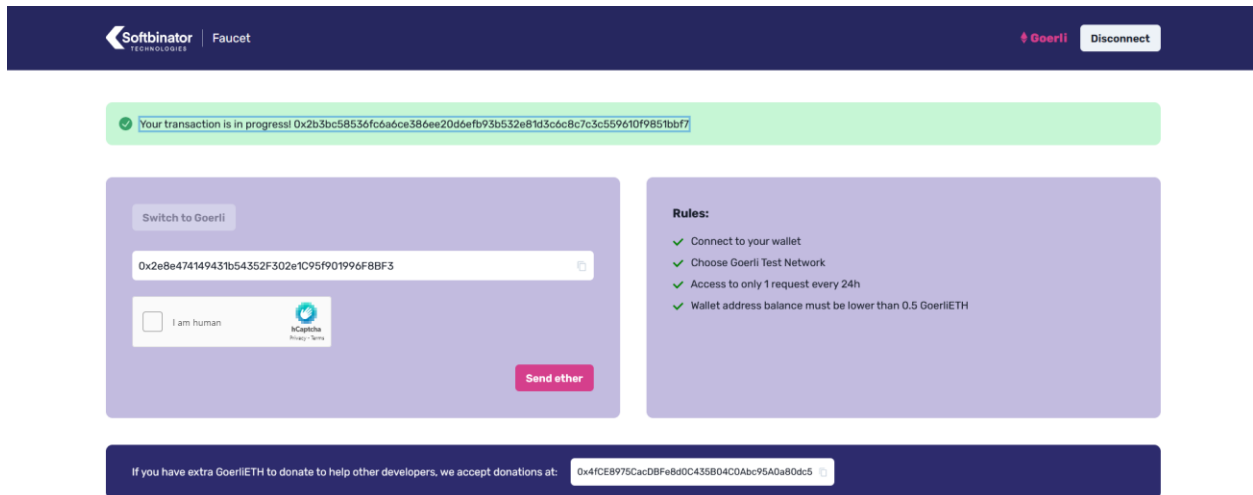 Softbinator
TECHNOLOGIES
Faucet
Goerli
Disconnect
Your transaction is in progress! 0x2b3bc58536fc6a6ce386ee20d6efb93b532e81d3c6c8c7c3c559610f9851bbf7
Switch to Goerli
0x2e8e474149431b54352F302e1C95f901996F8BF3
I am human
hCaptcha
Privacy - Terms
Send ether
Rules:
Connect to your wallet
Choose Goerli Test Network
Access to only 1 request every 24h
Wallet address balance must be lower than 0.5 GoerliETH
If you have extra GoerliETH to donate to help other developers, we accept donations at:
0x4fCE8975CacDBFe8d0C435B04C0Abc95A0a80dc5